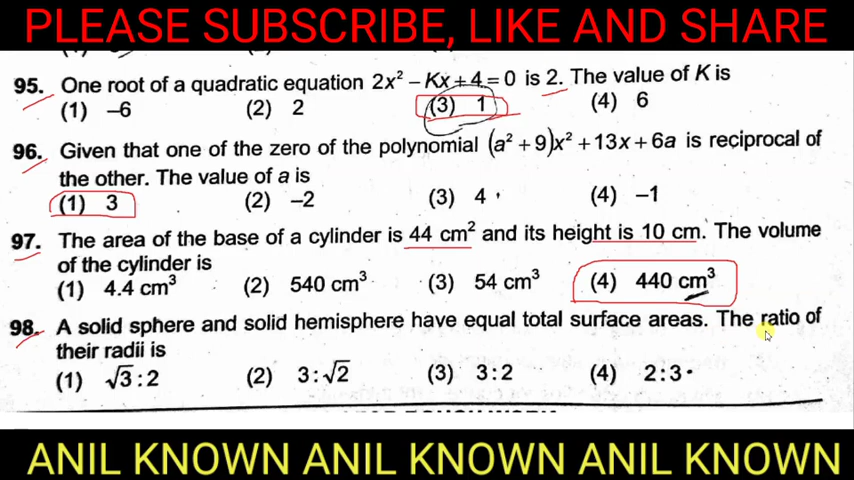 PLEASE SUBSCRIBE, LIKE AND SHARE
95. One root of a quadratic equation 2x² – Kx + 4 = 0 is 2. The value of K is
(1) –6 (2) 2 (3) 1 (4) 6
96. Given that one of the zero of the polynomial (a² + 9)x² + 13x + 6a is reciprocal of
the other. The value of a is
(1) 3 (2) –2 (3) 4 (4) –1
97. The area of the base of a cylinder is 44 cm² and its height is 10 cm. The volume
of the cylinder is
(1) 4.4 cm³ (2) 540 cm³ (3) 54 cm³ (4) 440 cm³
98. A solid sphere and solid hemisphere have equal total surface areas. The ratio of
their radii is
(1) √3 : 2 (2) 3 : √2 (3) 3 : 2 (4) 2 : 3
ANIL KNOWN ANIL KNOWN ANIL KNOWN